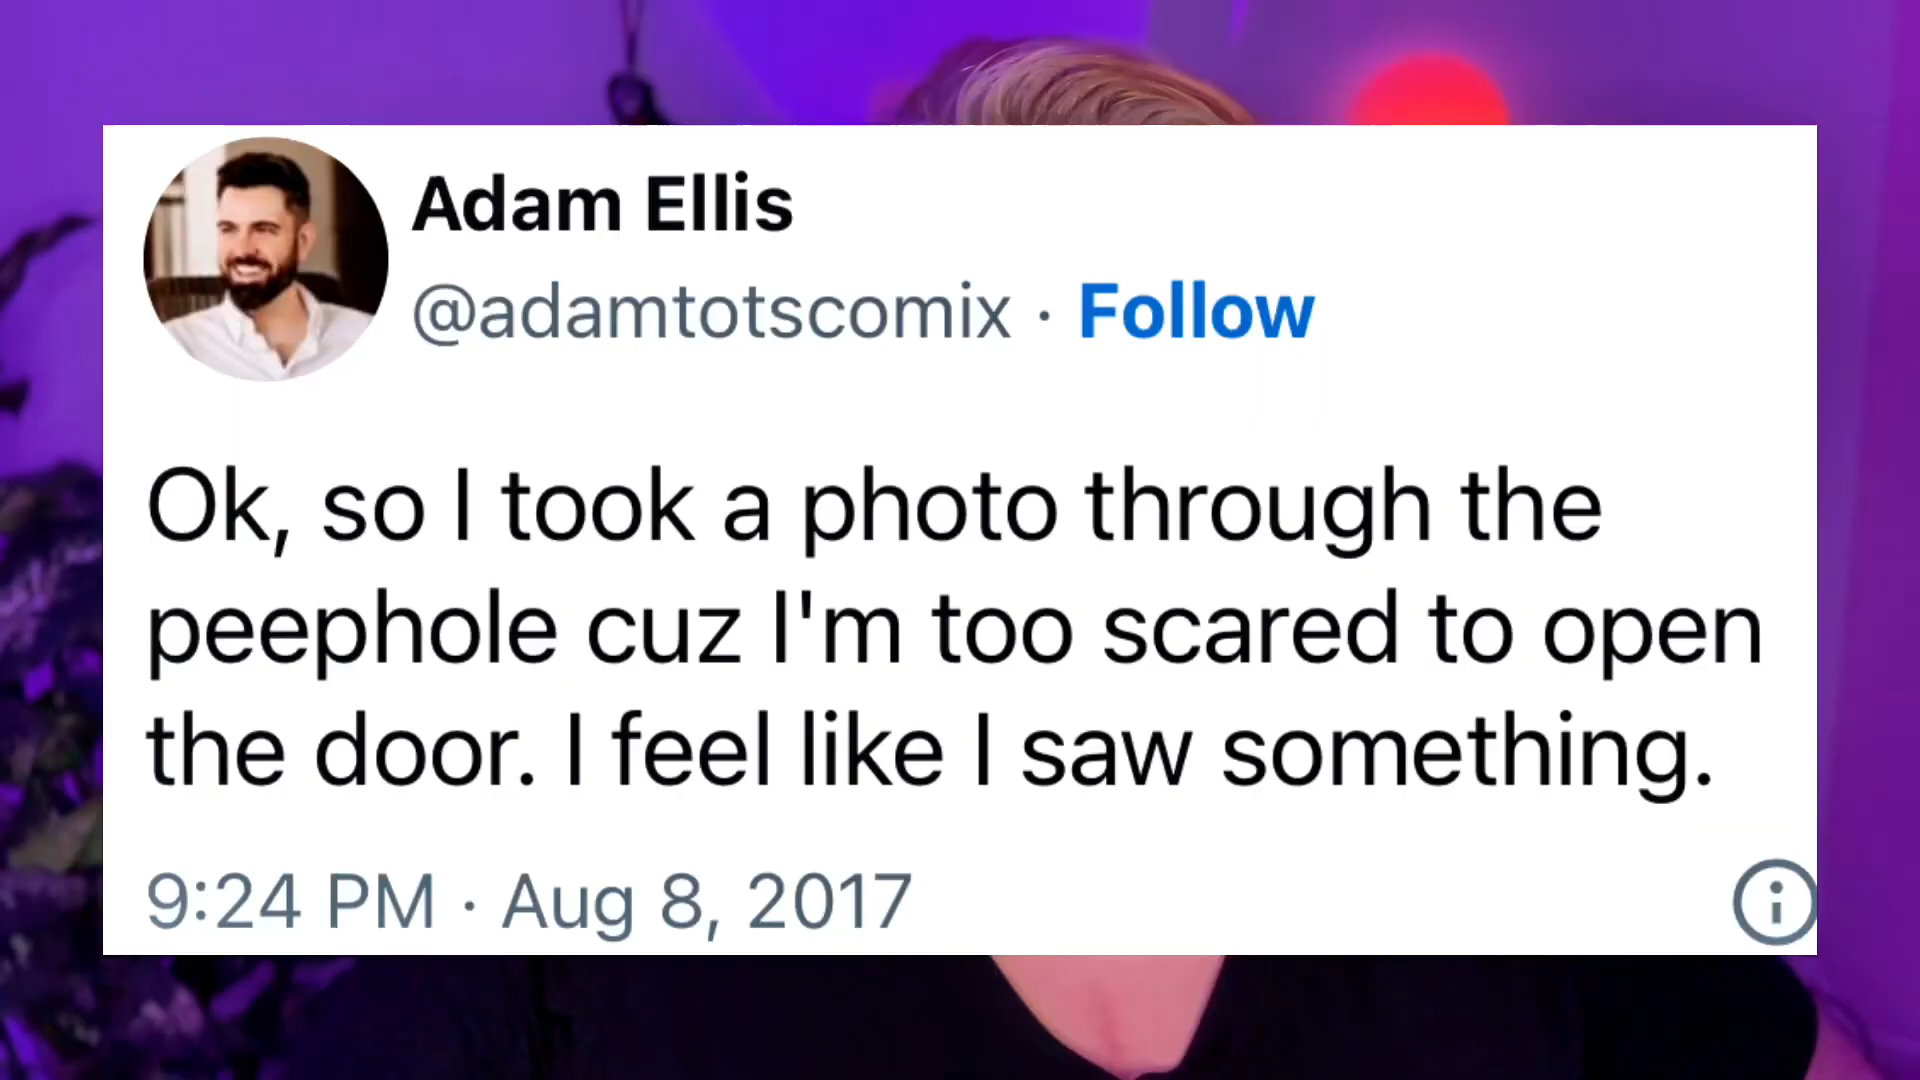 Adam Ellis
@adamtotscomix · Follow
Ok, so I took a photo through the
peephole cuz I'm too scared to open
the door. I feel like I saw something.
9:24 PM · Aug 8, 2017